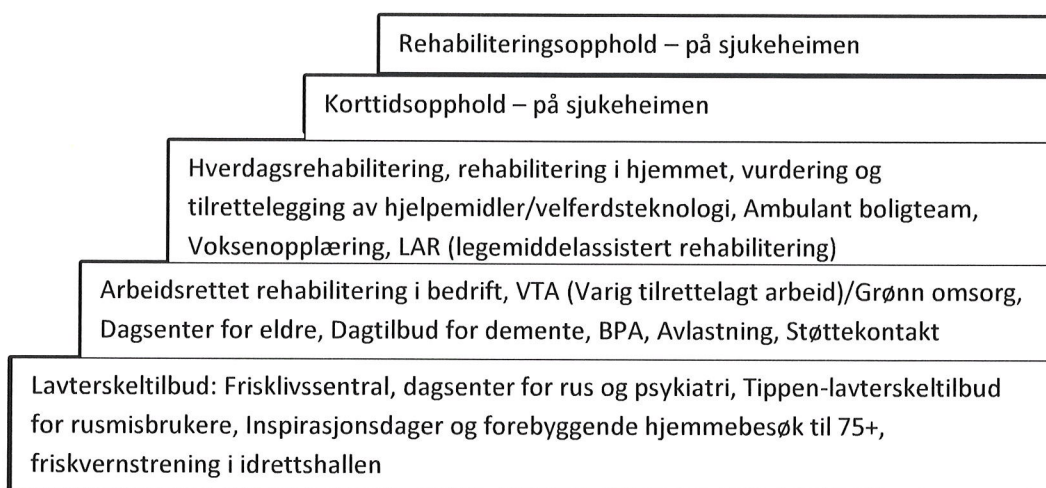 Rehabiliteringsopphold – på sjukeheimen
Korttidsopphold – på sjukeheimen
Hverdagsrehabilitering, rehabilitering i hjemmet, vurdering og
tilrettelegging av hjelpemidler/velferdsteknologi, Ambulant boligteam,
Voksenopplæring, LAR (legemiddelassistert rehabilitering)
Arbeidsrettet rehabilitering i bedrift, VTA (Varig tilrettelagt arbeid)/Grønn omsorg,
Dagsenter for eldre, Dagtilbud for demente, BPA, Avlastning, Støttekontakt
Lavterskeltilbud: Frisklivssentral, dagsenter for rus og psykiatri, Tippen-lavterskeltilbud
for rusmisbrukere, Inspirasjonsdager og forebyggende hjemmebesøk til 75+,
friskvernstrening i idrettshallen